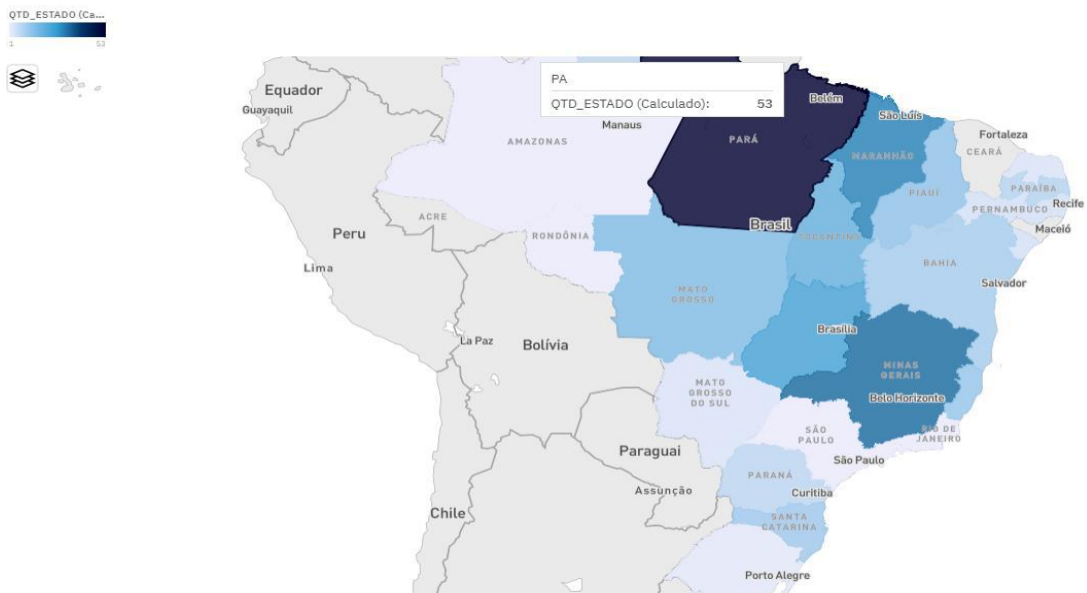 QTD_ESTADO (Ca...
1 53
PA
QTD_ESTADO (Calculado): 53
Equador
Guayaquil
Manaus
AMAZONAS
Belém
PARÁ
São Luís
MARANHÃO
Fortaleza
CEARÁ
PIAUÍ
PARAÍBA
PERNAMBUCO
Recife
Maceió
ACRE
Peru
Lima
RONDÔNIA
Brasil
TOCANTINS
BAHIA
Salvador
MATO
GROSSO
La Paz
Bolívia
Brasília
MINAS
GERAIS
Belo Horizonte
MATO
GROSSO
DO SUL
SÃO
PAULO
RIO DE
JANEIRO
Paraguai
São Paulo
PARANÁ
Assunção
Curitiba
Chile
SANTA
CATARINA
Porto Alegre